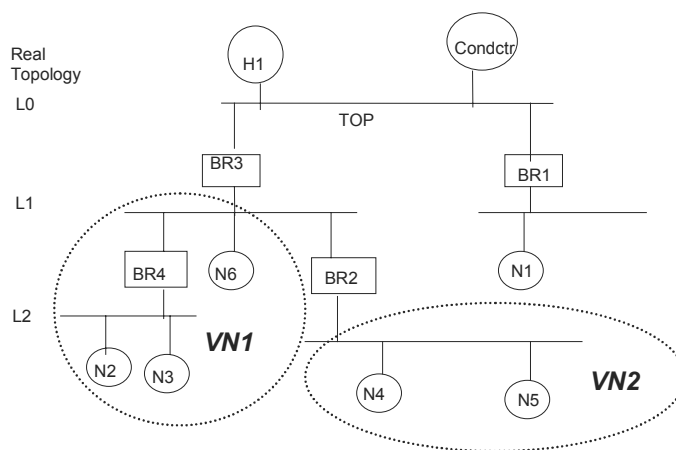 Real
Topology
H1
Condctr
L0
TOP
BR3
BR1
L1
BR4
N6
BR2
N1
L2
VN1
N2
N3
VN2
N4
N5